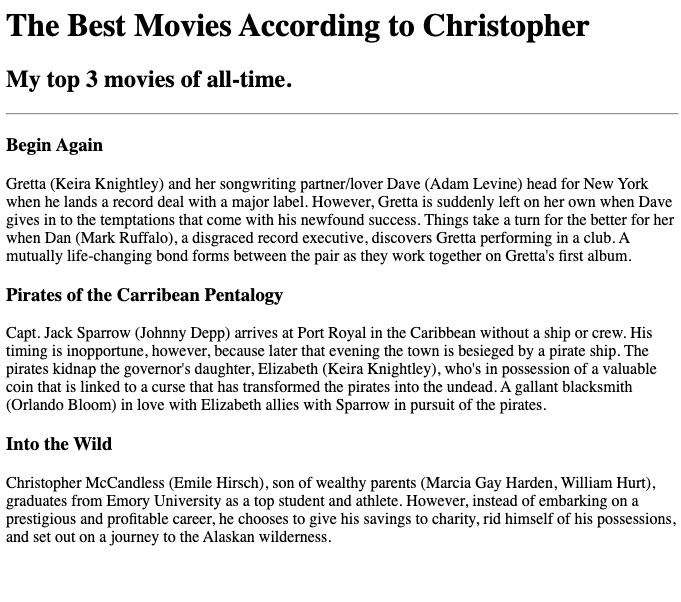 The Best Movies According to Christopher
My top 3 movies of all-time.
Begin Again
Gretta (Keira Knightley) and her songwriting partner/lover Dave (Adam Levine) head for New York
when he lands a record deal with a major label. However, Gretta is suddenly left on her own when Dave
gives in to the temptations that come with his newfound success. Things take a turn for the better for her
when Dan (Mark Ruffalo), a disgraced record executive, discovers Gretta performing in a club. A
mutually life-changing bond forms between the pair as they work together on Gretta's first album.
Pirates of the Carribean Pentalogy
Capt. Jack Sparrow (Johnny Depp) arrives at Port Royal in the Caribbean without a ship or crew. His
timing is inopportune, however, because later that evening the town is besieged by a pirate ship. The
pirates kidnap the governor's daughter, Elizabeth (Keira Knightley), who's in possession of a valuable
coin that is linked to a curse that has transformed the pirates into the undead. A gallant blacksmith
(Orlando Bloom) in love with Elizabeth allies with Sparrow in pursuit of the pirates.
Into the Wild
Christopher McCandless (Emile Hirsch), son of wealthy parents (Marcia Gay Harden, William Hurt),
graduates from Emory University as a top student and athlete. However, instead of embarking on a
prestigious and profitable career, he chooses to give his savings to charity, rid himself of his possessions,
and set out on a journey to the Alaskan wilderness.